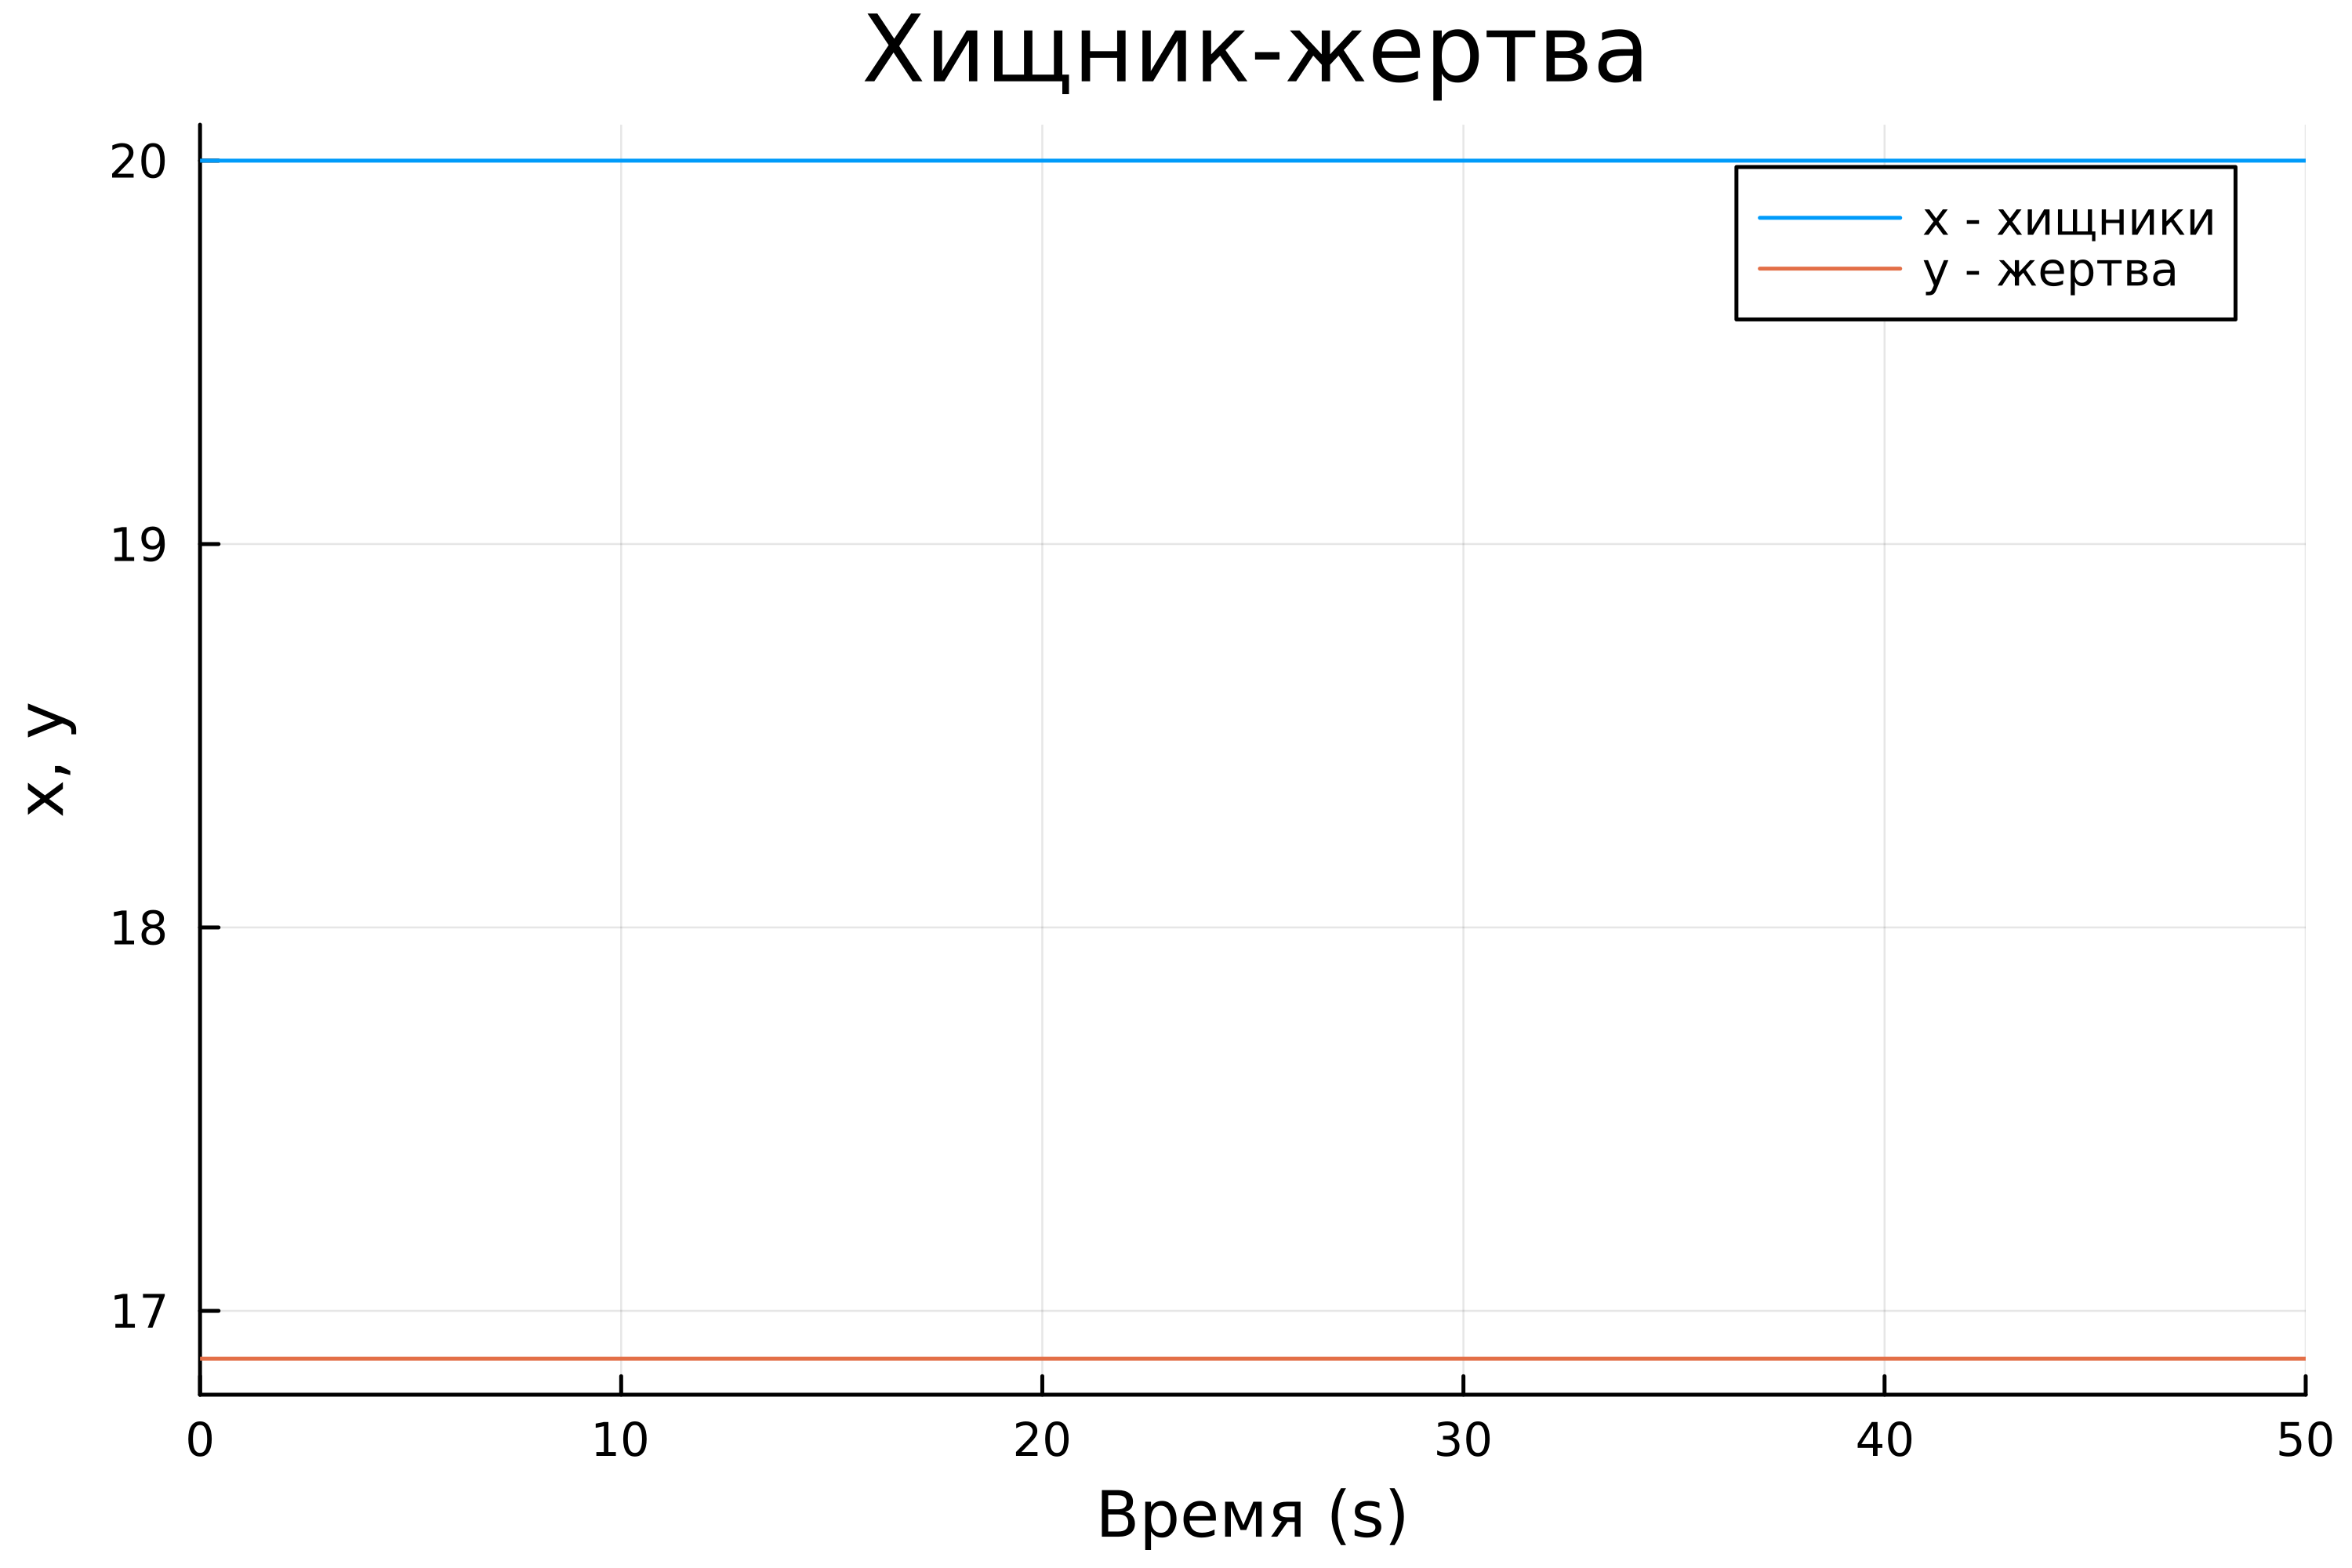 Хищник-жертва
20
x - хищники
y - жертва
19
x, y
18
17
0 10 20 30 40 50
Время (s)